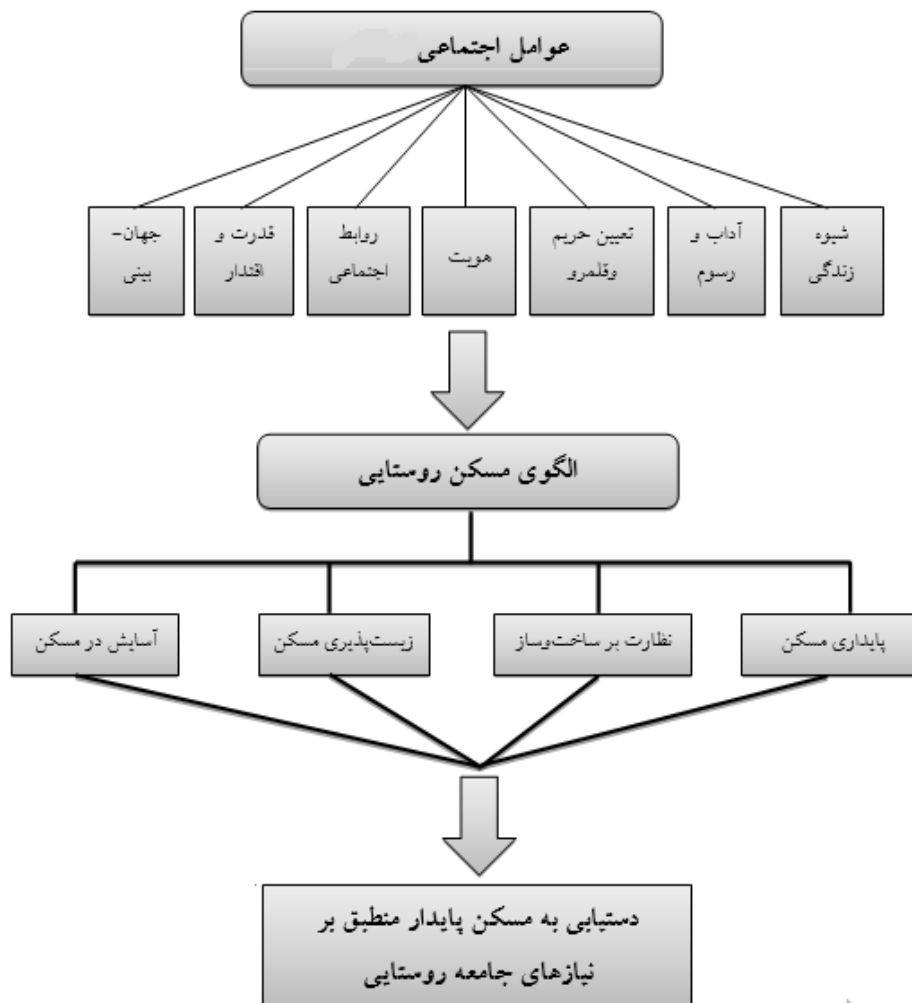 عوامل اجتماعی
شیوه
زندگی
آداب و
رسوم
تعیین حریم
وقلمرو
هویت
روابط
اجتماعی
قدرت و
اقتدار
جهان-
بینی
الگوی مسکن روستایی
پایداری مسکن
نظارت بر ساخت‌وساز
زیست‌پذیری مسکن
آسایش در مسکن
دستیابی به مسکن پایدار منطبق بر
نیازهای جامعه روستایی